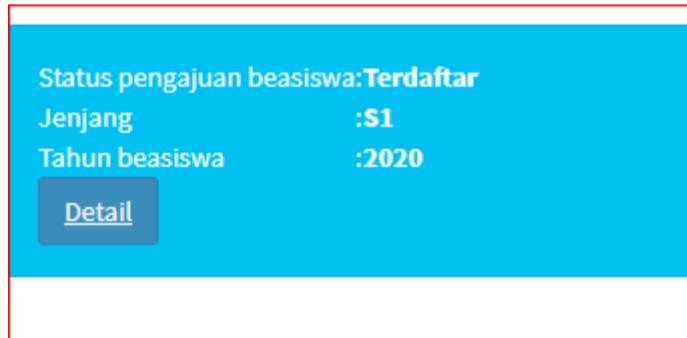 Status pengajuan beasiswa:Terdaftar
Jenjang :S1
Tahun beasiswa :2020
Detail